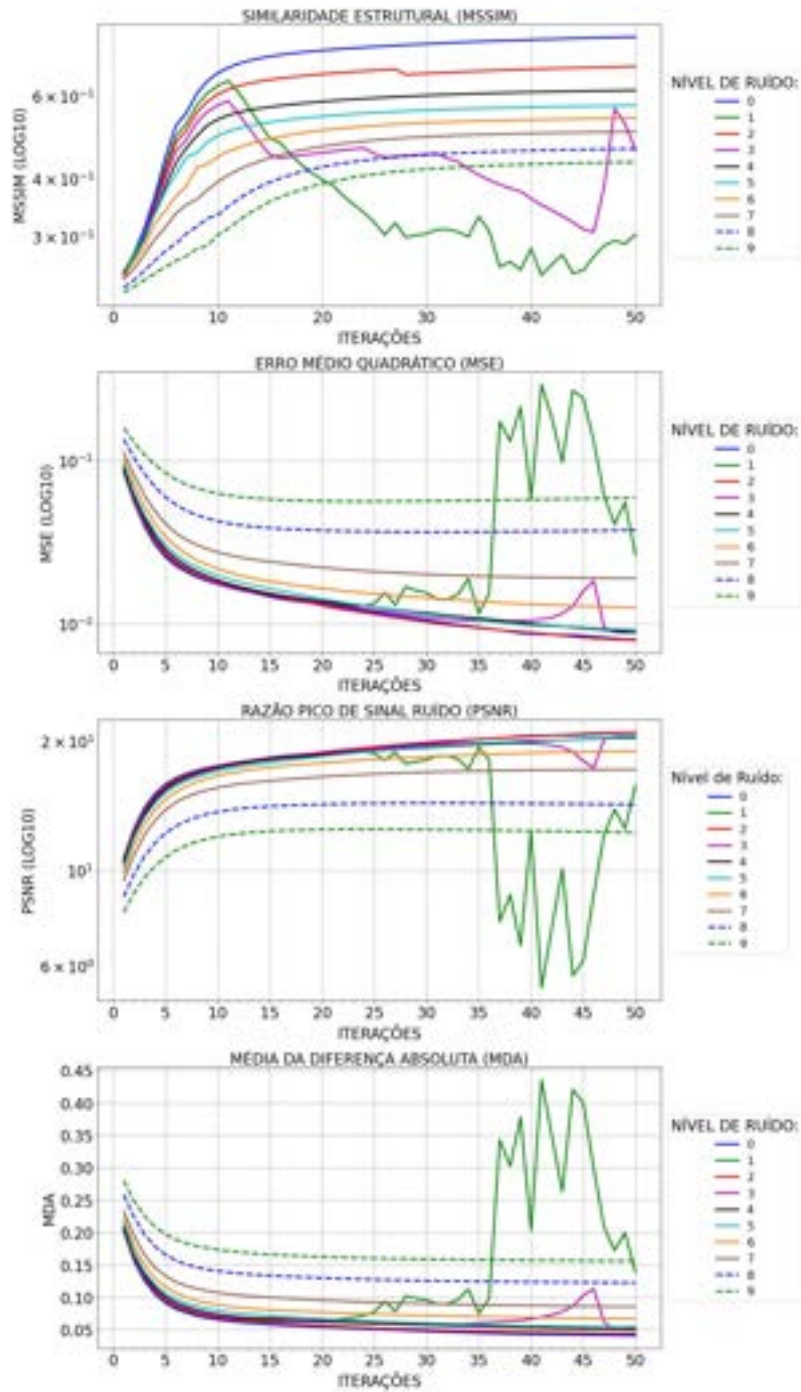 SIMILARIDADE ESTRUTURAL (MSSIM)
MSSIM (LOG10)
6 × 10⁻¹
4 × 10⁻¹
3 × 10⁻¹
0 10 20 30 40 50
ITERAÇÕES
NÍVEL DE RUÍDO:
0
1
2
3
4
5
6
7
8
9
ERRO MÉDIO QUADRÁTICO (MSE)
MSE (LOG10)
10⁻¹
10⁻²
0 5 10 15 20 25 30 35 40 45 50
ITERAÇÕES
NÍVEL DE RUÍDO:
0
1
2
3
4
5
6
7
8
9
RAZÃO PICO DE SINAL RUÍDO (PSNR)
PSNR (LOG10)
2 × 10¹
10¹
6 × 10⁰
0 5 10 15 20 25 30 35 40 45 50
ITERAÇÕES
Nível de Ruído:
0
1
2
3
4
5
6
7
8
9
MÉDIA DA DIFERENÇA ABSOLUTA (MDA)
MDA
0.45
0.40
0.35
0.30
0.25
0.20
0.15
0.10
0.05
0 5 10 15 20 25 30 35 40 45 50
ITERAÇÕES
NÍVEL DE RUÍDO:
0
1
2
3
4
5
6
7
8
9